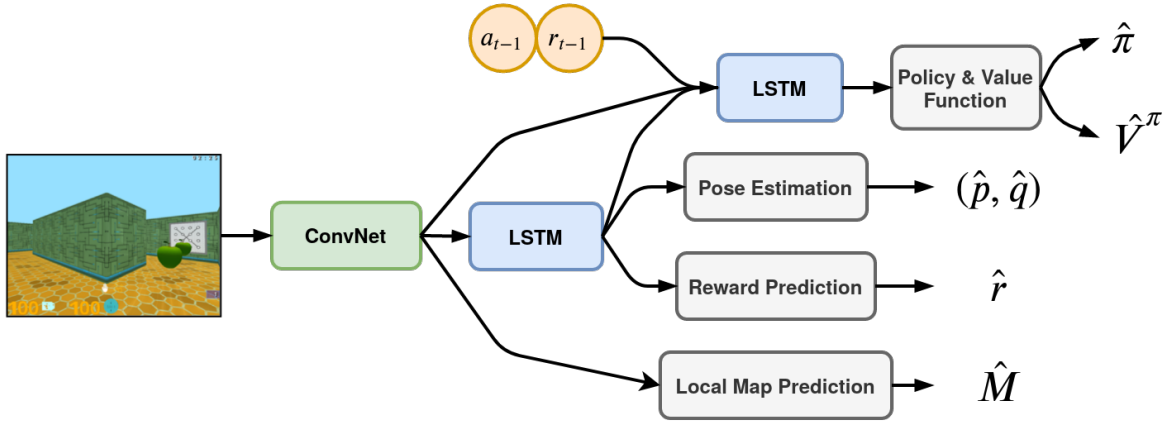 a_{t-1} r_{t-1}
LSTM
Policy & Value
Function
π̂
V̂^π
ConvNet
LSTM
Pose Estimation
(p̂, q̂)
Reward Prediction
r̂
Local Map Prediction
M̂
100
100